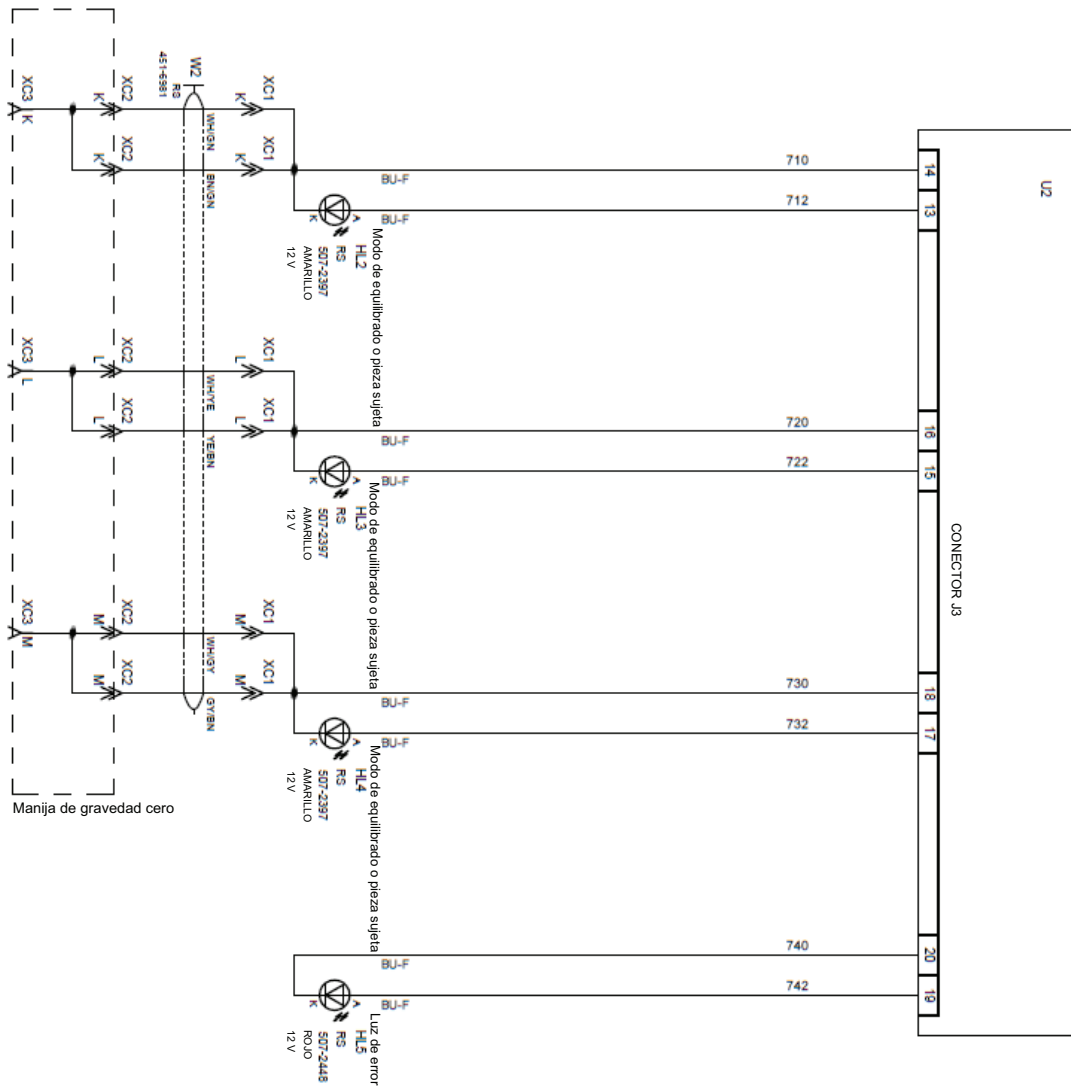 U2
CONECTOR J3
14
13
16
15
18
17
20
19
710
BU-F
712
BU-F
720
BU-F
722
BU-F
730
BU-F
732
BU-F
740
BU-F
742
BU-F
Modo de equilibrado o pieza sujeta
HL2
RS
507-2397
AMARILLO
12 V
A
K
Modo de equilibrado o pieza sujeta
HL3
RS
507-2397
AMARILLO
12 V
A
K
Modo de equilibrado o pieza sujeta
HL4
RS
507-2397
AMARILLO
12 V
A
K
Luz de error
HL5
RS
507-2448
ROJO
12 V
A
K
XC1
K
XC1
K
XC1
L
XC1
L
XC1
M
XC1
M
W2
RS
451-6981
WH/GN
BN/GN
WH/YE
YE/BN
WH/GY
GY/BN
XC2
K
XC2
K
XC2
L
XC2
L
XC2
M
XC2
M
XC3
K
XC3
L
XC3
M
Manija de gravedad cero